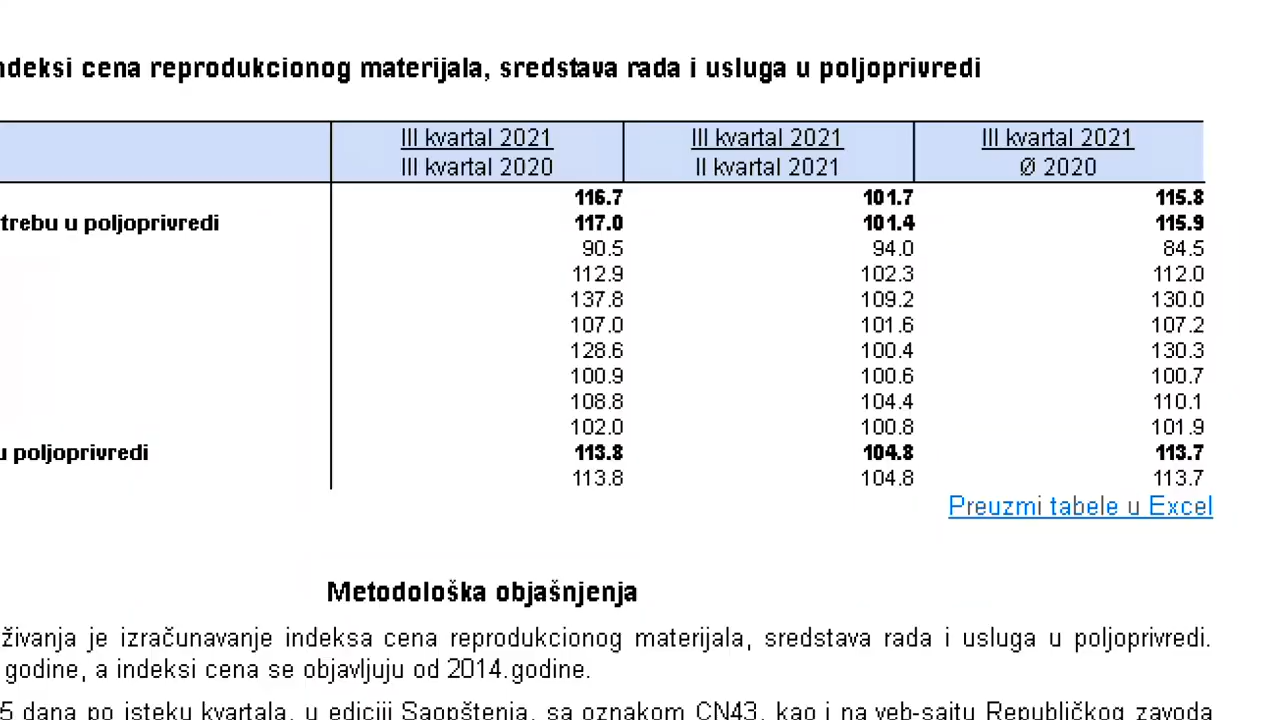 ndeksi cena reprodukcionog materijala, sredstava rada i usluga u poljoprivredi
III kvartal 2021 III kvartal 2021 III kvartal 2021
III kvartal 2020 II kvartal 2021 Ø 2020
116.7 101.7 115.8
trebu u poljoprivredi 117.0 101.4 115.9
90.5 94.0 84.5
112.9 102.3 112.0
137.8 109.2 130.0
107.0 101.6 107.2
128.6 100.4 130.3
100.9 100.6 100.7
108.8 104.4 110.1
102.0 100.8 101.9
u poljoprivredi 113.8 104.8 113.7
113.8 104.8 113.7
Preuzmi tabele u Excel
Metodološka objašnjenja
živanja je izračunavanje indeksa cena reprodukcionog materijala, sredstava rada i usluga u poljoprivredi.
godine, a indeksi cena se objavljuju od 2014.godine.
5 dana po isteku kvartala, u ediciji Saopštenja, sa oznakom CN43, kao i na veb-sajtu Republičkog zavoda